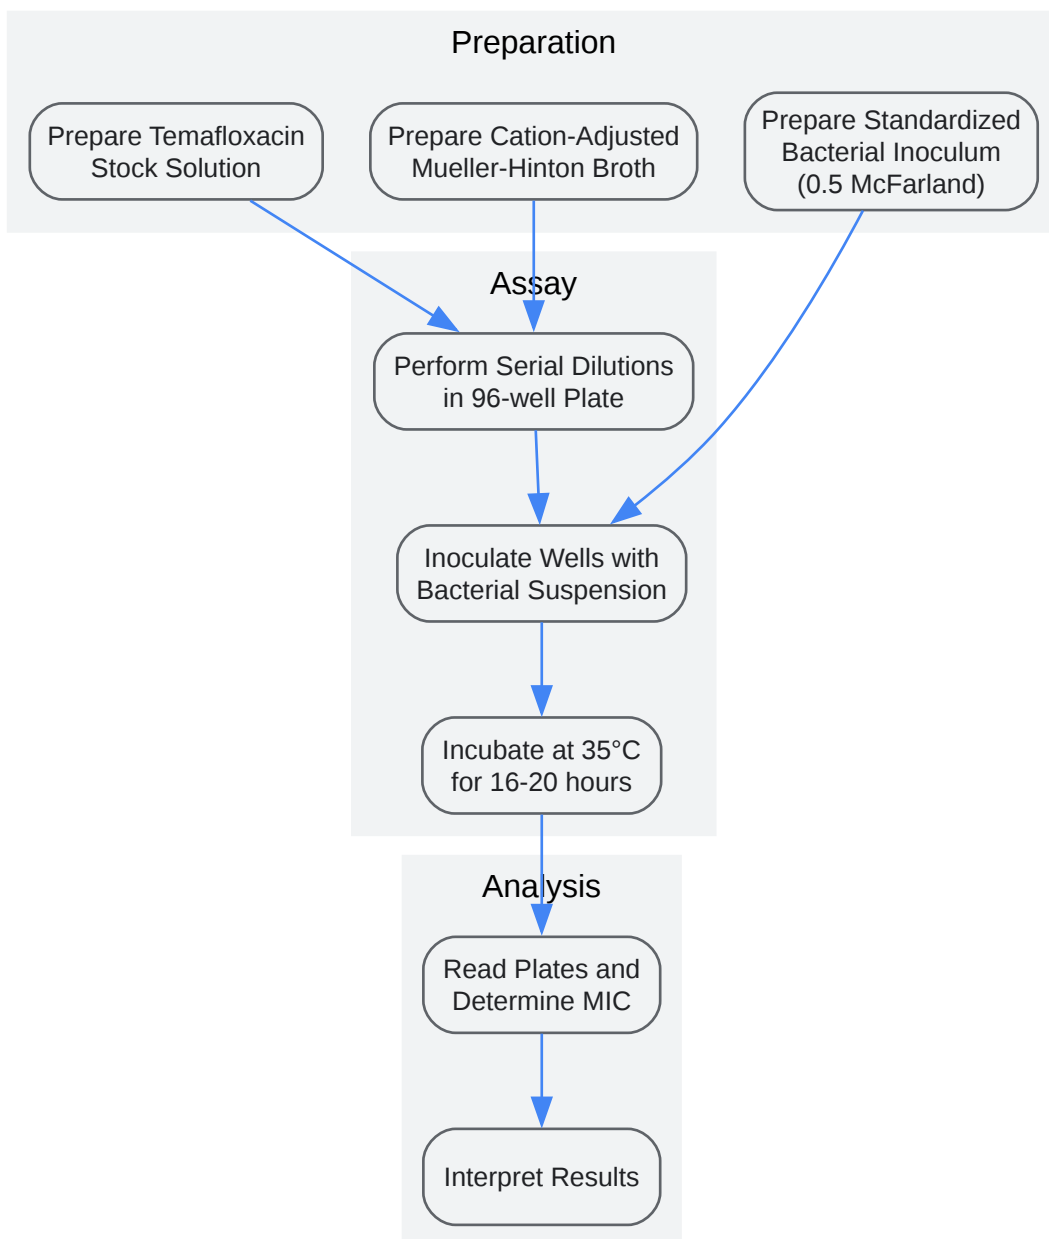 Preparation
Prepare Temafloxacin
Stock Solution
Prepare Cation-Adjusted
Mueller-Hinton Broth
Prepare Standardized
Bacterial Inoculum
(0.5 McFarland)
Assay
Perform Serial Dilutions
in 96-well Plate
Inoculate Wells with
Bacterial Suspension
Incubate at 35°C
for 16-20 hours
Analysis
Read Plates and
Determine MIC
Interpret Results